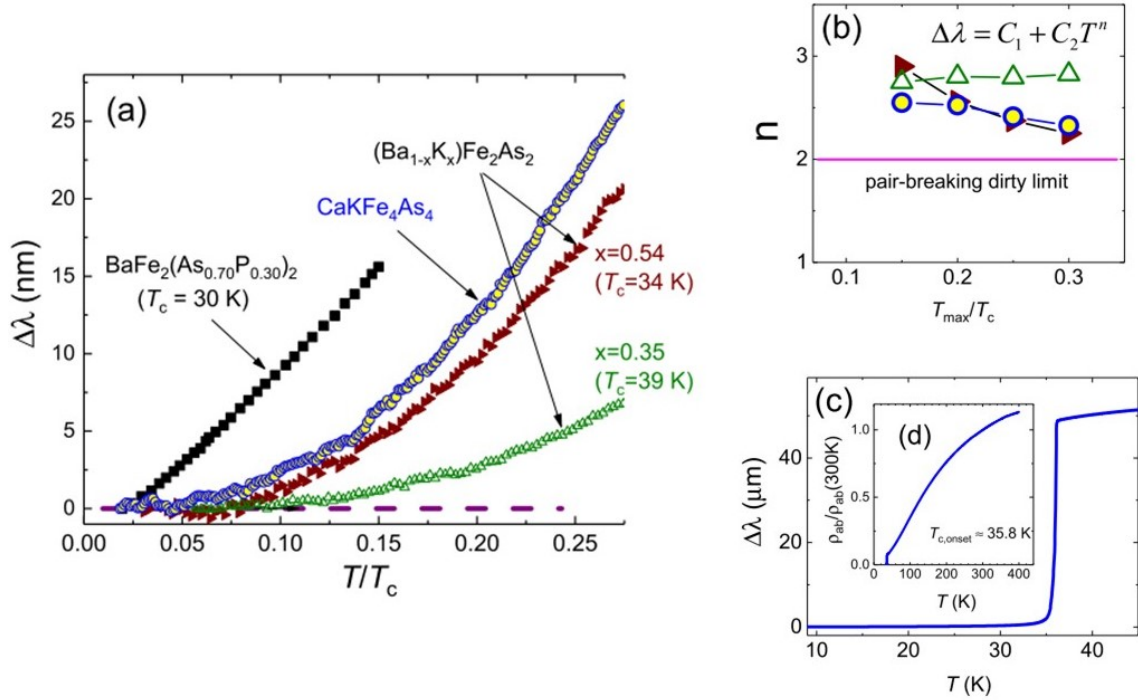 (a)
25
20
15
10
5
0
Δλ (nm)
BaFe₂(As₀.₇₀P₀.₃₀)₂
(Tc = 30 K)
CaKFe₄As₄
(Ba₁₋ₓKₓ)Fe₂As₂
x=0.54
(Tc=34 K)
x=0.35
(Tc=39 K)
0.00 0.05 0.10 0.15 0.20 0.25
T/Tc
(b)
Δλ = C₁ + C₂Tⁿ
3
2
1
n
pair-breaking dirty limit
0.1 0.2 0.3
Tmax/Tc
(c)
40
20
0
Δλ (μm)
10 20 30 40
T (K)
(d)
1.0
0.5
0.0
ρab/ρab(300K)
Tc,onset ≈ 35.8 K
0 100 200 300 400
T (K)